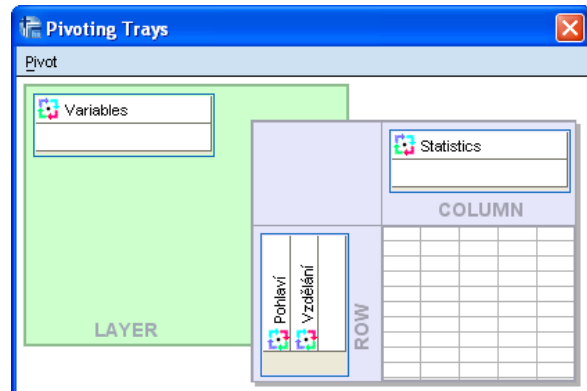 Pivoting Trays
Pivot
Variables
Statistics
COLUMN
Pohlaví
Vzdělání
ROW
LAYER